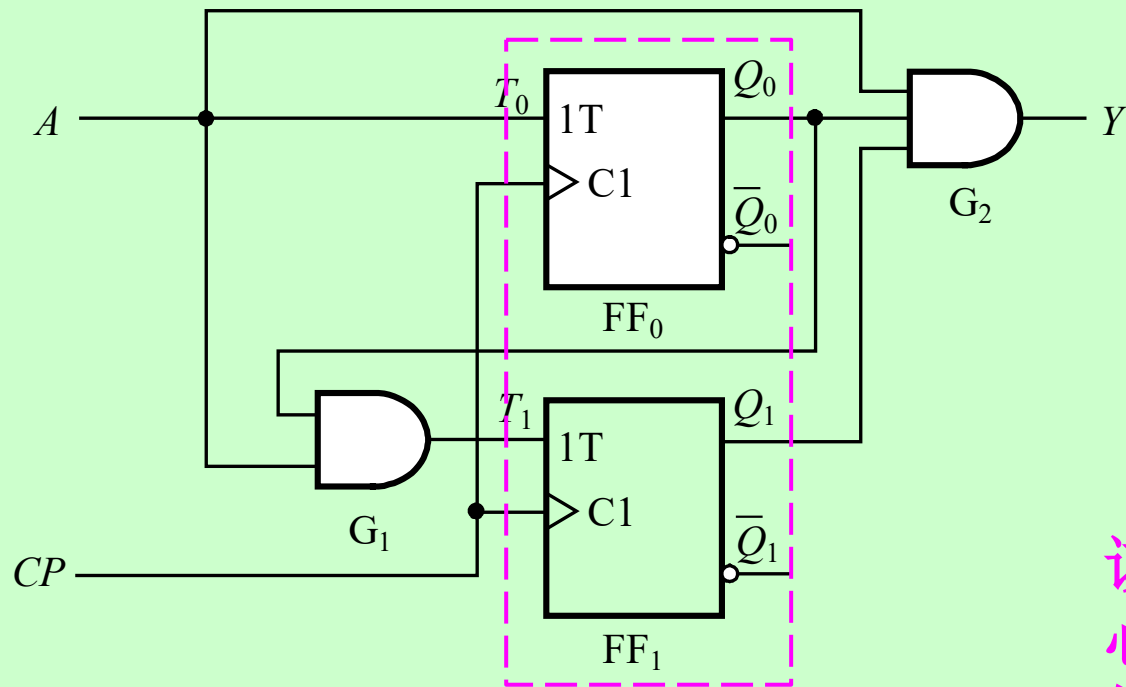 A
T₀
1T
C1
Q₀
Q̅₀
FF₀
Y
G₂
T₁
1T
C1
Q₁
Q̅₁
FF₁
G₁
CP